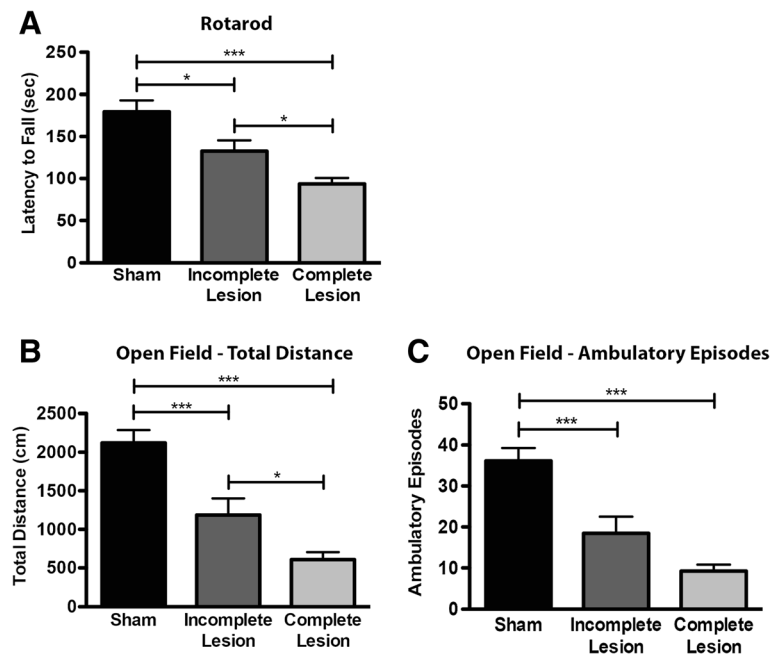 A
Rotarod
Latency to Fall (sec)
250
200
150
100
50
0
***
*
*
Sham
Incomplete
Lesion
Complete
Lesion
B
Open Field - Total Distance
Total Distance (cm)
2500
2000
1500
1000
500
0
***
***
*
Sham
Incomplete
Lesion
Complete
Lesion
C
Open Field - Ambulatory Episodes
Ambulatory Episodes
50
40
30
20
10
0
***
***
Sham
Incomplete
Lesion
Complete
Lesion